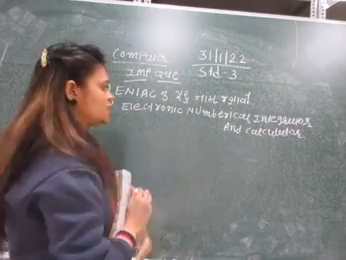 Computer 31/1/22
IMP que Std-3
ENIAC નુ પુરૂ નામ જણાવો
Electronic Numberical Integrator
And calculator